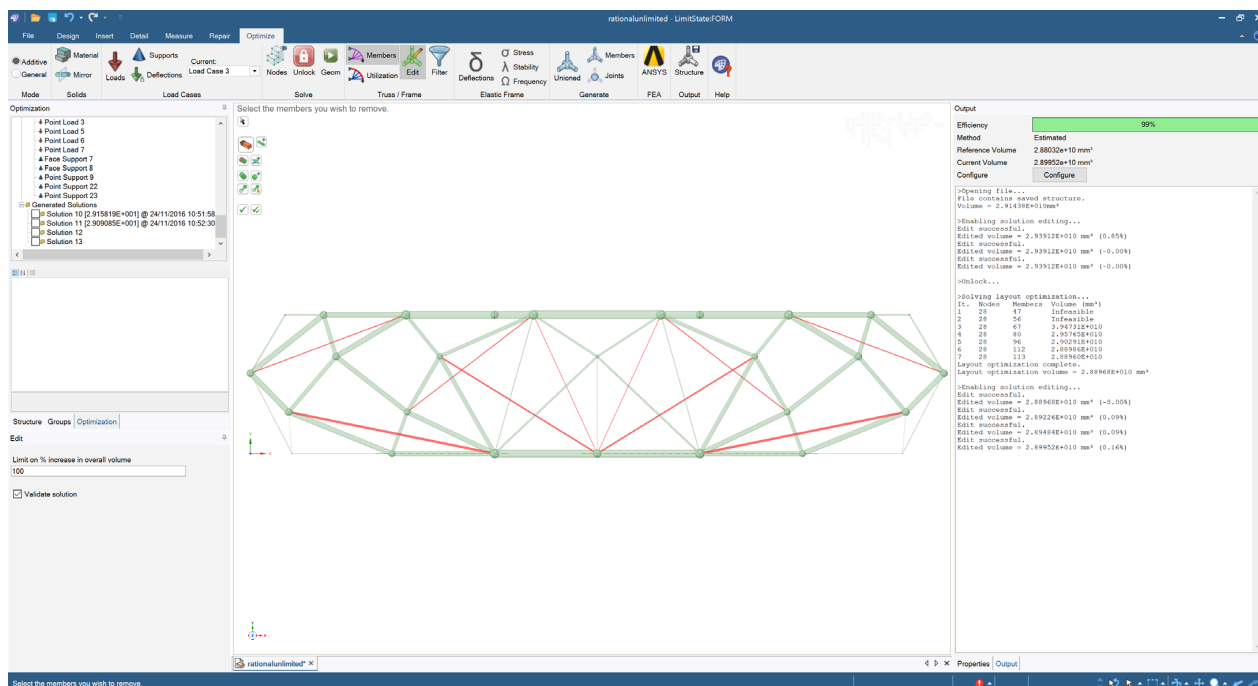 rationalunlimited - LimitState:FORM
File Design Insert Detail Measure Repair Optimize
Additive
General
Mode
Material
Mirror
Solids
Loads
Supports
Deflections
Current:
Load Case 3
Load Cases
Nodes Unlock Geom
Solve
Members
Utilization
Edit Filter
Truss / Frame
Deflections
σ Stress
λ Stability
Ω Frequency
Elastic Frame
Unioned
Members
Joints
Generate
ANSYS
FEA
Structure
Output
Help
Optimization
Point Load 3
Point Load 5
Point Load 6
Point Load 7
Face Support 7
Face Support 8
Point Support 9
Point Support 22
Point Support 23
Generated Solutions
Solution 10 [2.915819E+001] @ 24/11/2016 10:51:58
Solution 11 [2.909085E+001] @ 24/11/2016 10:52:30
Solution 12
Solution 13
Structure Groups Optimization
Edit
Limit on % increase in overall volume
100
Validate solution
Select the members you wish to remove.
rationalunlimited*
Output
Efficiency 99%
Method Estimated
Reference Volume 2.88032e+10 mm³
Current Volume 2.89952e+10 mm³
Configure Configure
>Opening file...
File contains saved structure.
Volume = 2.91438E+010mm³
>Enabling solution editing...
Edit successful.
Edited volume = 2.93912E+010 mm³ (0.85%)
Edit successful.
Edited volume = 2.93912E+010 mm³ (-0.00%)
Edit successful.
Edited volume = 2.93912E+010 mm³ (-0.00%)
>Unlock...
>Solving layout optimization...
It. Nodes Members Volume (mm³)
1 28 47 Infeasible
2 28 56 Infeasible
3 28 67 3.94731E+010
4 28 80 2.95765E+010
5 28 96 2.90291E+010
6 28 112 2.88986E+010
7 28 113 2.88960E+010
Layout optimization complete.
Layout optimization volume = 2.88968E+010 mm³
>Enabling solution editing...
Edit successful.
Edited volume = 2.88968E+010 mm³ (-0.00%)
Edit successful.
Edited volume = 2.89226E+010 mm³ (0.09%)
Edit successful.
Edited volume = 2.89484E+010 mm³ (0.09%)
Edit successful.
Edited volume = 2.89952E+010 mm³ (0.16%)
Properties Output
Select the members you wish to remove.